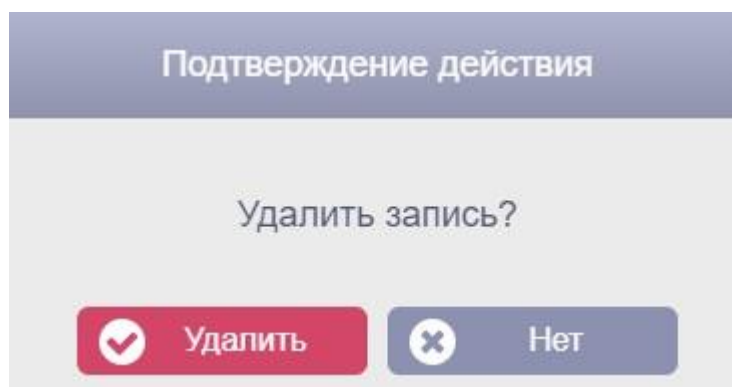 Подтверждение действия
Удалить запись?
Удалить
Нет